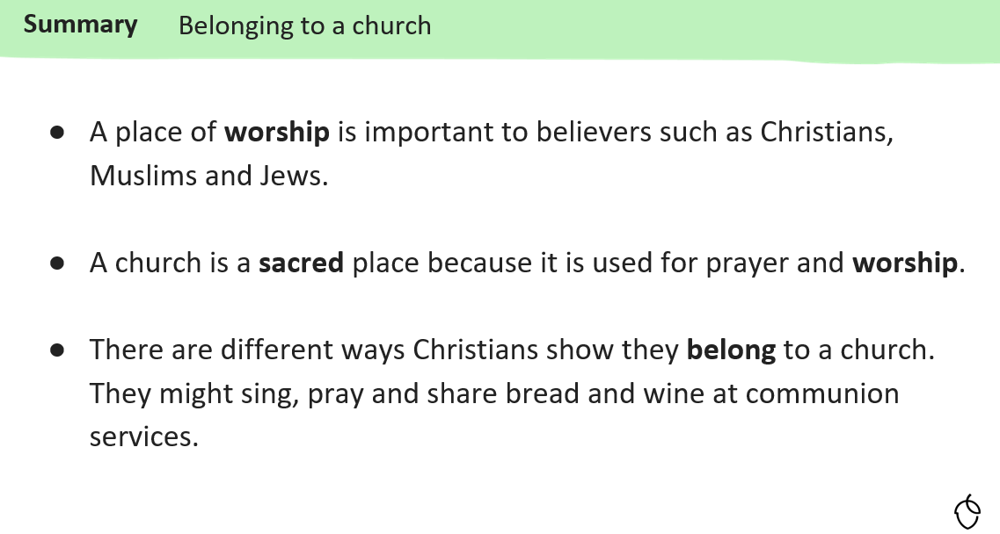 Summary Belonging to a church
● A place of worship is important to believers such as Christians,
Muslims and Jews.
● A church is a sacred place because it is used for prayer and worship.
● There are different ways Christians show they belong to a church.
They might sing, pray and share bread and wine at communion
services.